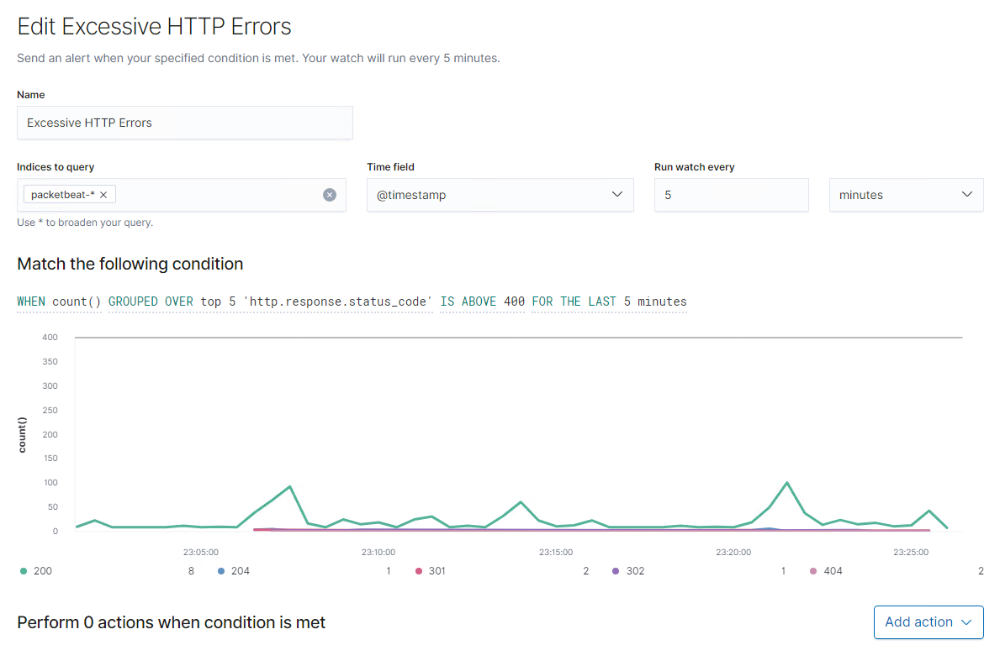 Edit Excessive HTTP Errors
Send an alert when your specified condition is met. Your watch will run every 5 minutes.
Name
Excessive HTTP Errors
Indices to query
Time field
Run watch every
packetbeat-*
@timestamp
5
minutes
Use * to broaden your query.
Match the following condition
WHEN count() GROUPED OVER top 5 'http.response.status_code' IS ABOVE 400 FOR THE LAST 5 minutes
400
350
300
250
200
150
100
50
0
count()
23:05:00 23:10:00 23:15:00 23:20:00 23:25:00
200 8 204 1 301 2 302 1 404 2
Perform 0 actions when condition is met
Add action